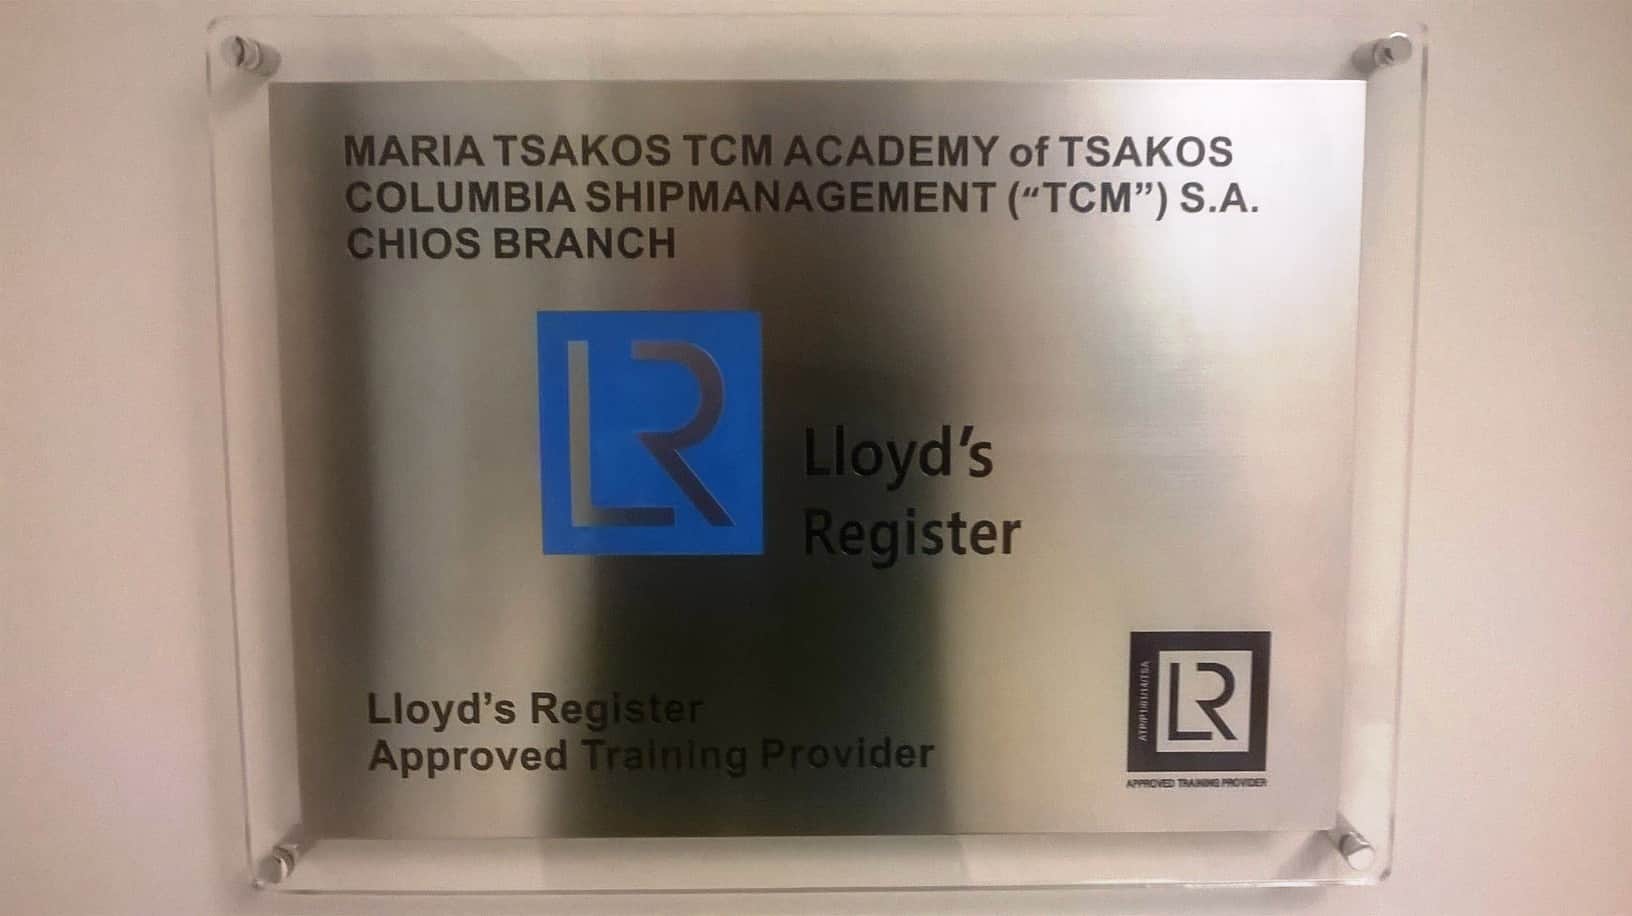 MARIA TSAKOS TCM ACADEMY of TSAKOS
COLUMBIA SHIPMANAGEMENT (“TCM”) S.A.
CHIOS BRANCH
LR
Lloyd’s
Register
Lloyd’s Register
Approved Training Provider
LR
APPROVED TRAINING PROVIDER